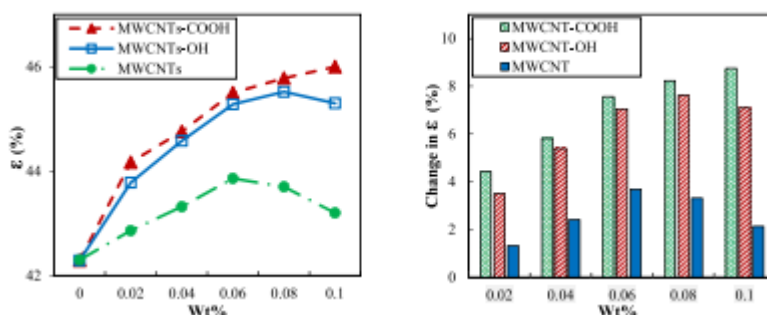 MWCNTs-COOH
MWCNTs-OH
MWCNTs
ε (%)
46
44
42
0 0.02 0.04 0.06 0.08 0.1
Wt%
MWCNT-COOH
MWCNT-OH
MWCNT
Change in ε (%)
10
8
6
4
2
0
0.02 0.04 0.06 0.08 0.1
Wt%